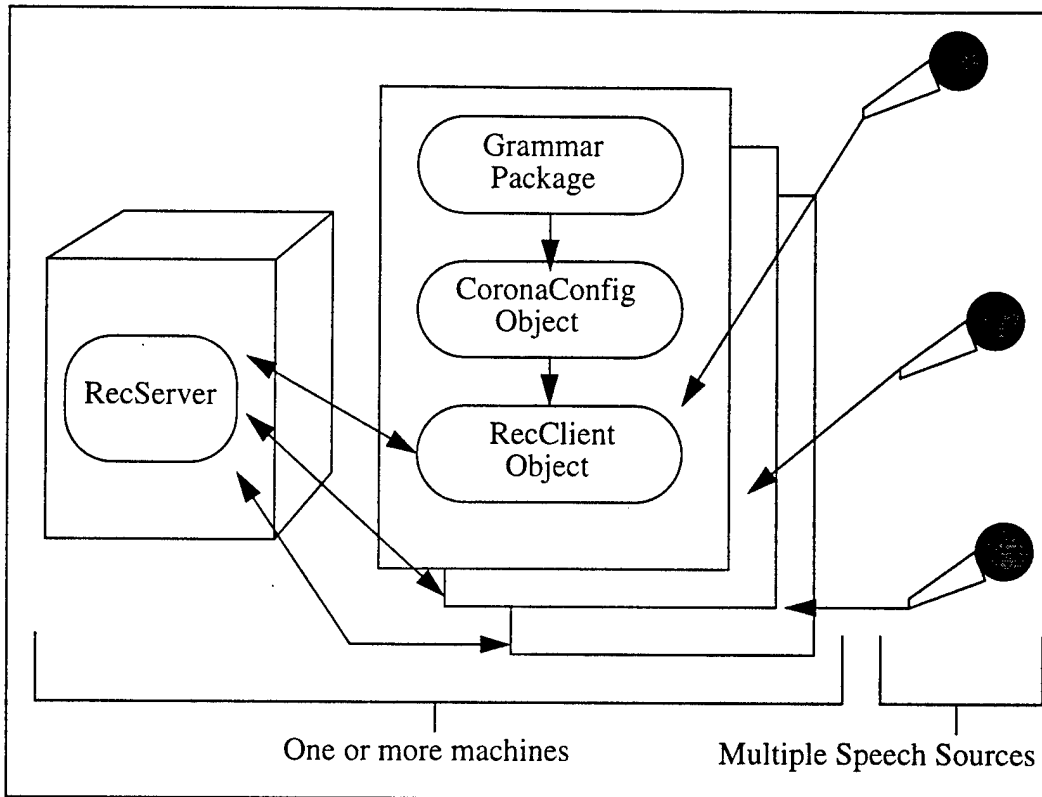 Grammar
Package
CoronaConfig
Object
RecServer
RecClient
Object
One or more machines
Multiple Speech Sources